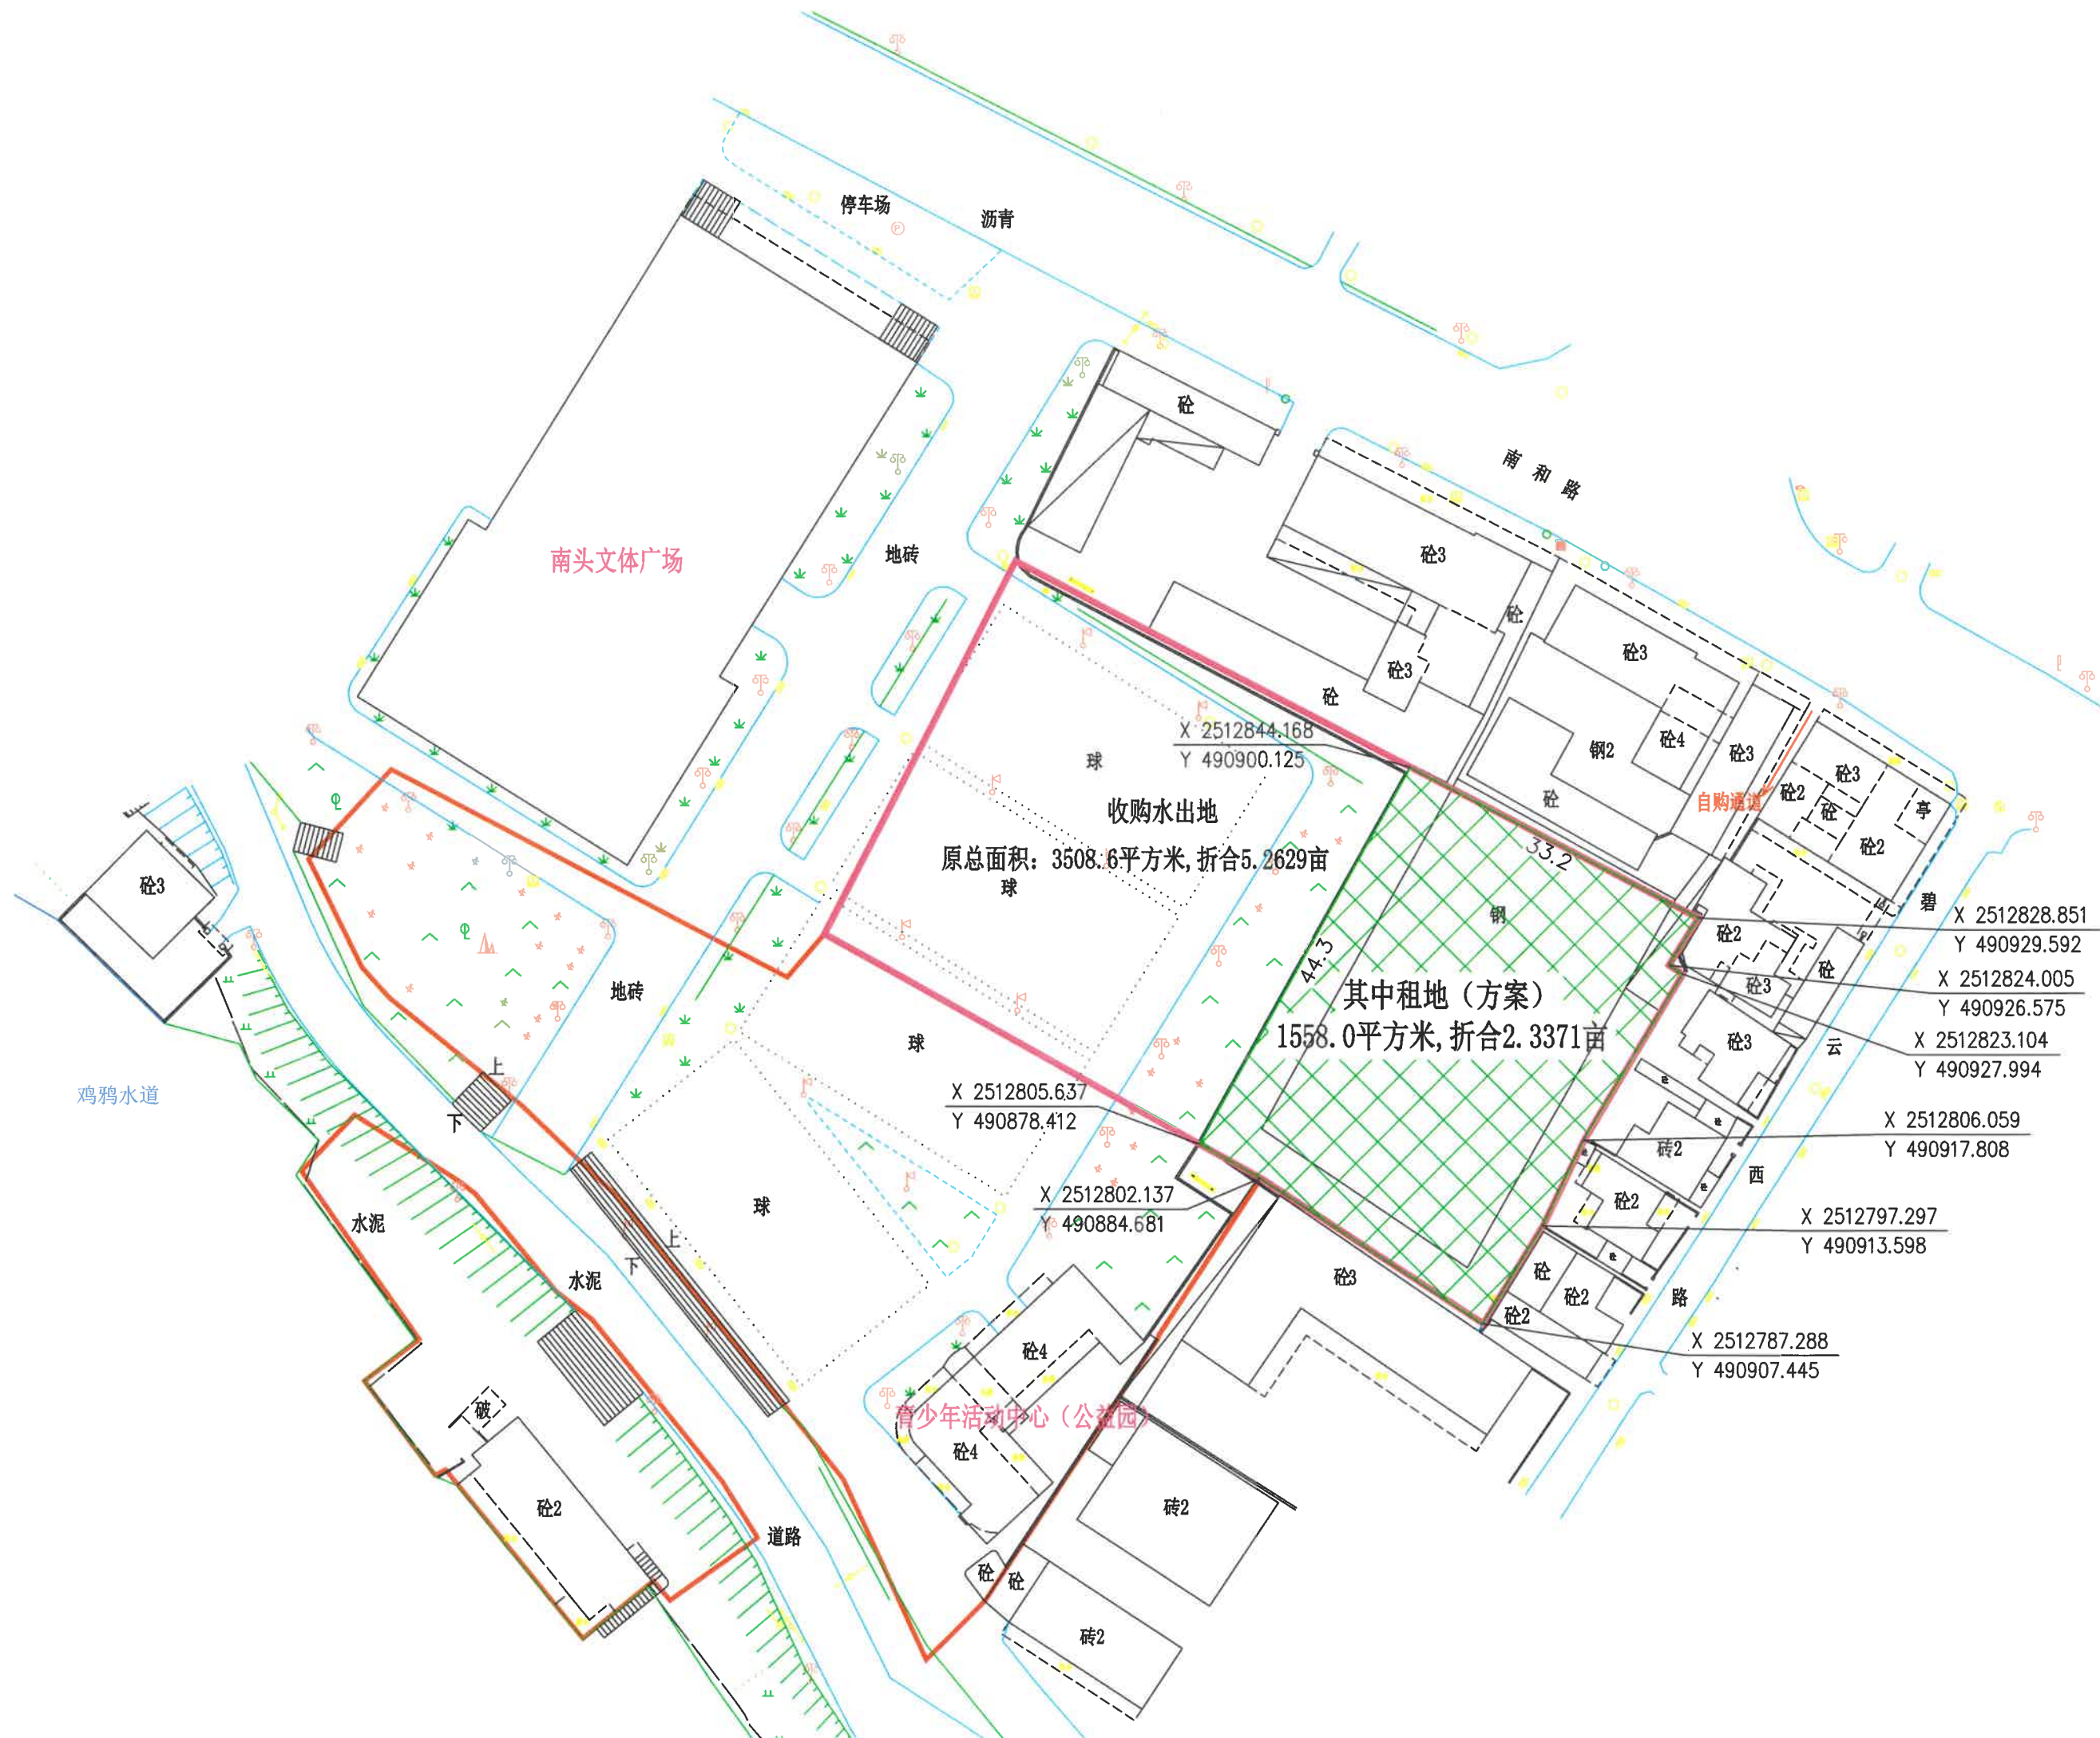 停车场
沥青
P
砼
南和路
南头文体广场
地砖
砼3
砼
砼3
砼3
砼
X 2512844.168
Y 490900.125
球
钢2
砼4
砼3
砼3
砼2
砼
亭
砼2
自购通道
砼
收购水出地
原总面积：3508.6平方米,折合5.2629亩
球
33.2
钢
碧
云
西
路
X 2512828.851
Y 490929.592
砼3
砼2
砼
44.3
其中租地（方案）
1558.0平方米,折合2.3371亩
砼3
X 2512824.005
Y 490926.575
地砖
球
砼3
X 2512823.104
Y 490927.994
上
下
鸡鸦水道
X 2512805.637
Y 490878.412
X 2512806.059
Y 490917.808
砖2
X 2512802.137
Y 490884.681
砼2
球
水泥
上
下
水泥
X 2512797.297
Y 490913.598
砼3
砼
砼2
砼2
X 2512787.288
Y 490907.445
砼4
破
青少年活动中心（公益园）
砼4
砼2
道路
砖2
砼
砼
砖2